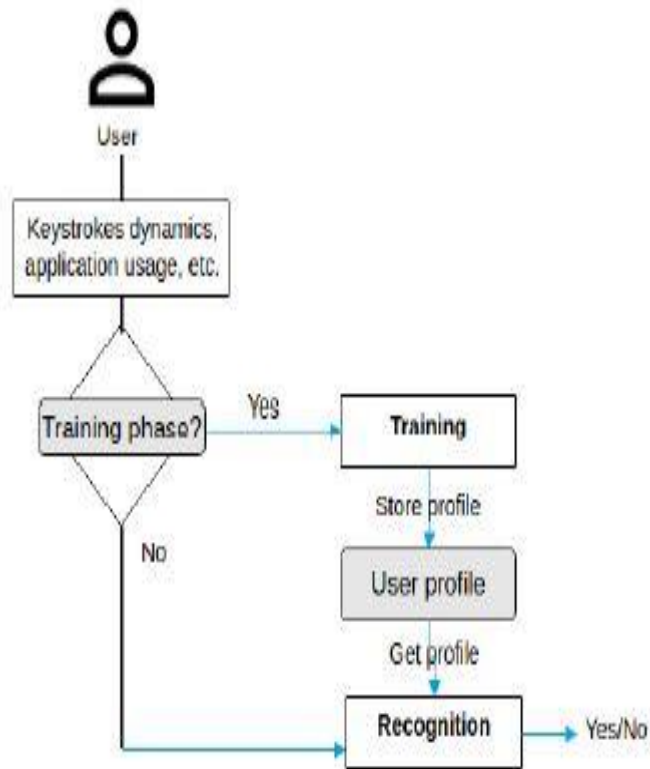 User
Keystrokes dynamics,
application usage, etc.
Training phase?
Yes
Training
Store profile
No
User profile
Get profile
Recognition
Yes/No